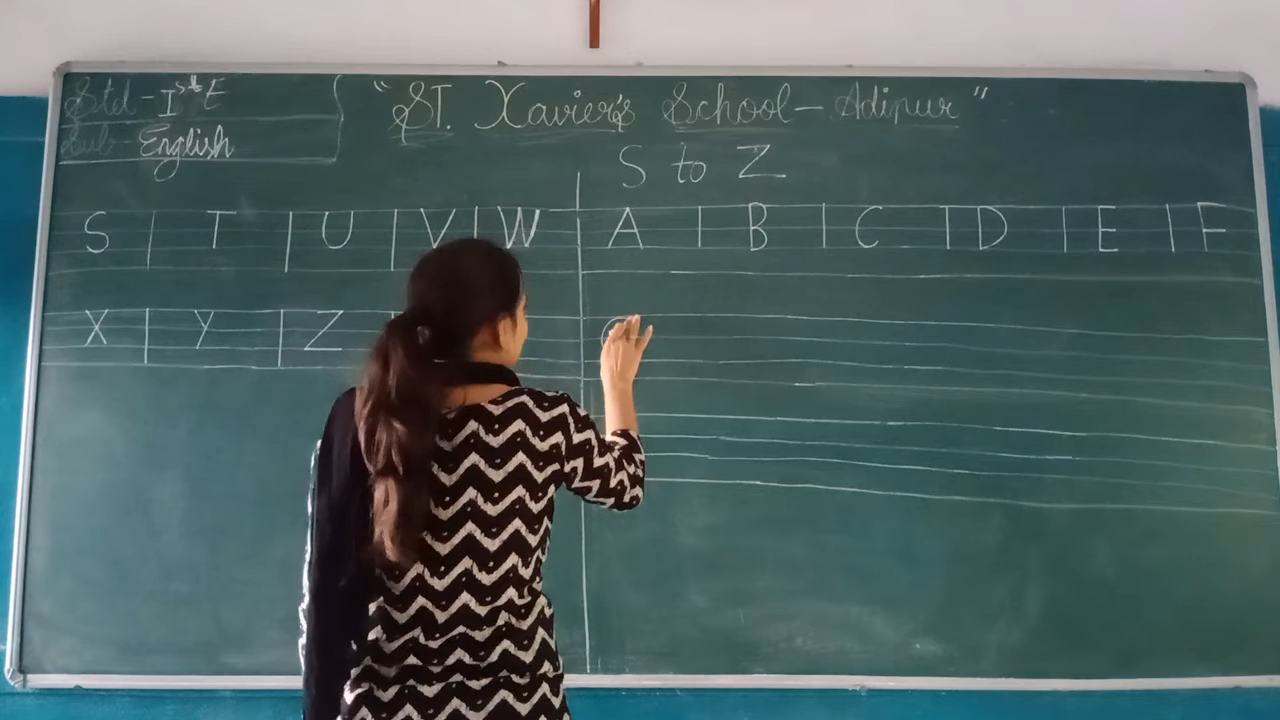 Std - Ist E
Sub - English
"ST. Xavier's School - Adipur"
S to Z
S | T | U | V | W
X | Y | Z
A | B | C | D | E | F